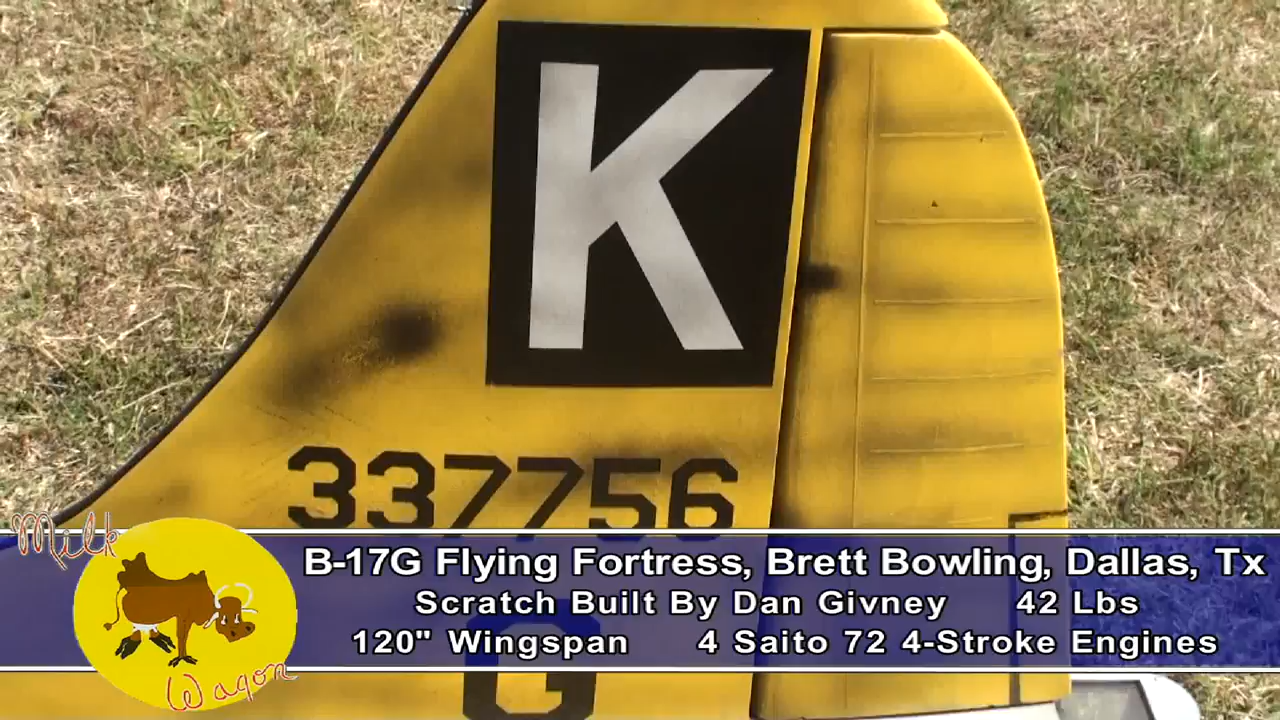 K
337756
Milk
B-17G Flying Fortress, Brett Bowling, Dallas, Tx
Scratch Built By Dan Givney 42 Lbs
120" Wingspan 4 Saito 72 4-Stroke Engines
Wagon
G